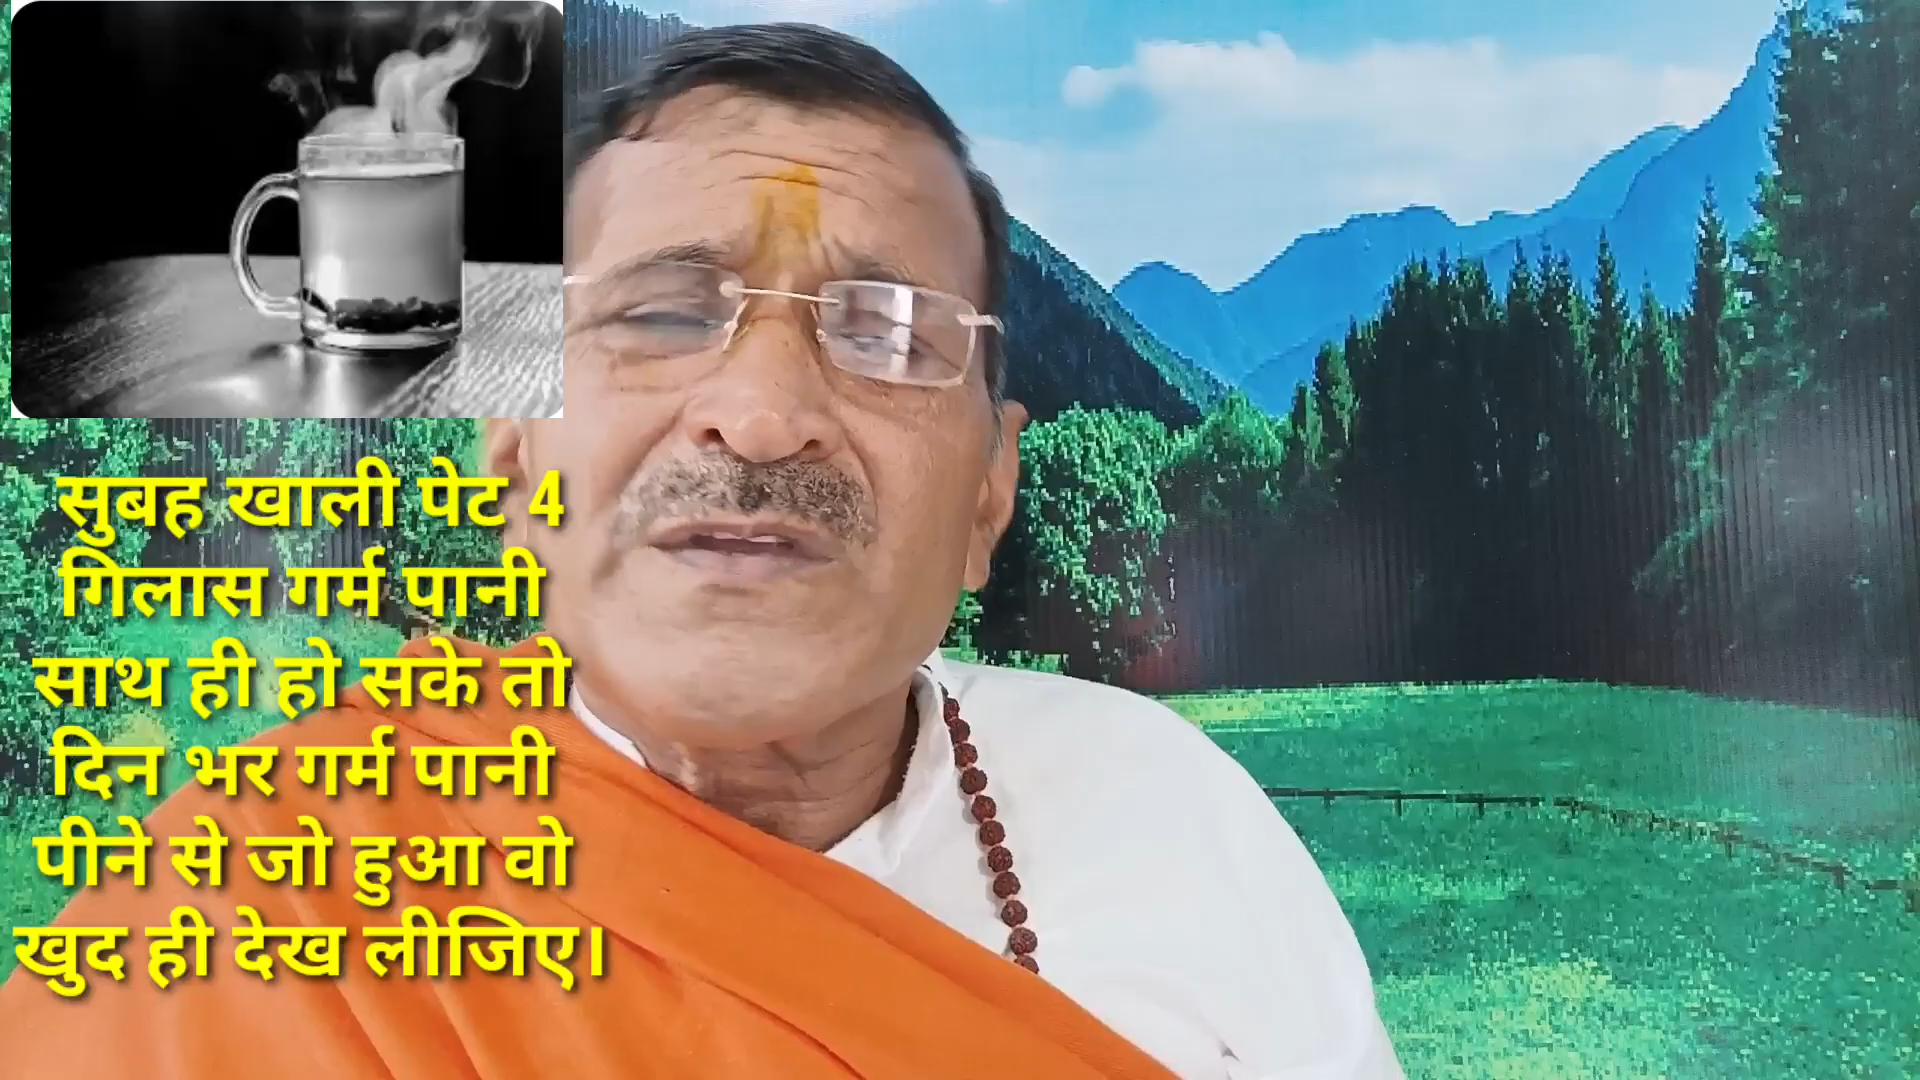 सुबह खाली पेट 4
गिलास गर्म पानी
साथ ही हो सके तो
दिन भर गर्म पानी
पीने से जो हुआ वो
खुद ही देख लीजिए।